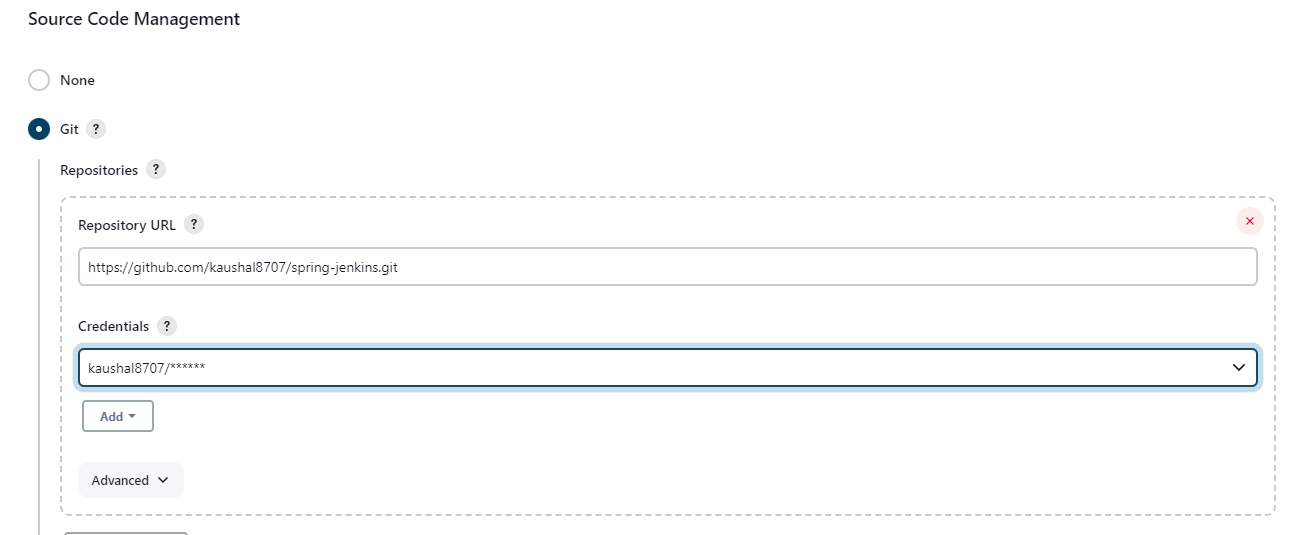 Source Code Management
None
Git ?
Repositories ?
Repository URL ?
https://github.com/kaushal8707/spring-jenkins.git
Credentials ?
kaushal8707/******
Add
Advanced